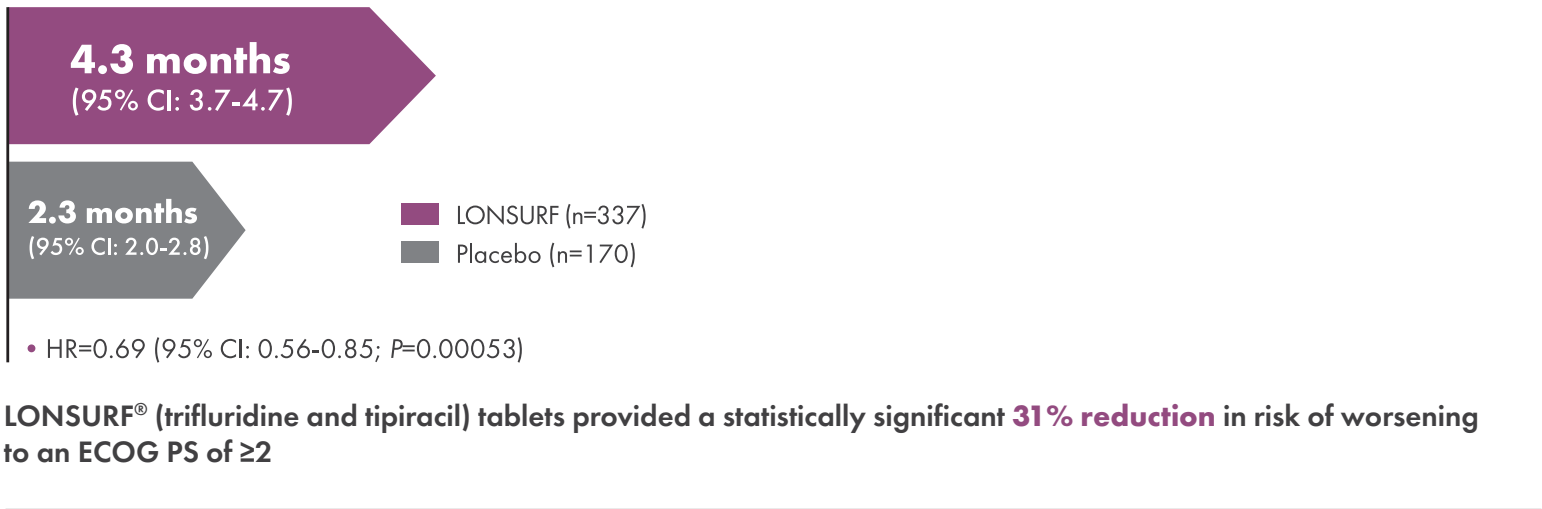 4.3 months
(95% CI: 3.7-4.7)
2.3 months
(95% CI: 2.0-2.8)
LONSURF (n=337)
Placebo (n=170)
• HR=0.69 (95% CI: 0.56-0.85; P=0.00053)
LONSURF® (trifluridine and tipiracil) tablets provided a statistically significant 31% reduction in risk of worsening
to an ECOG PS of ≥2